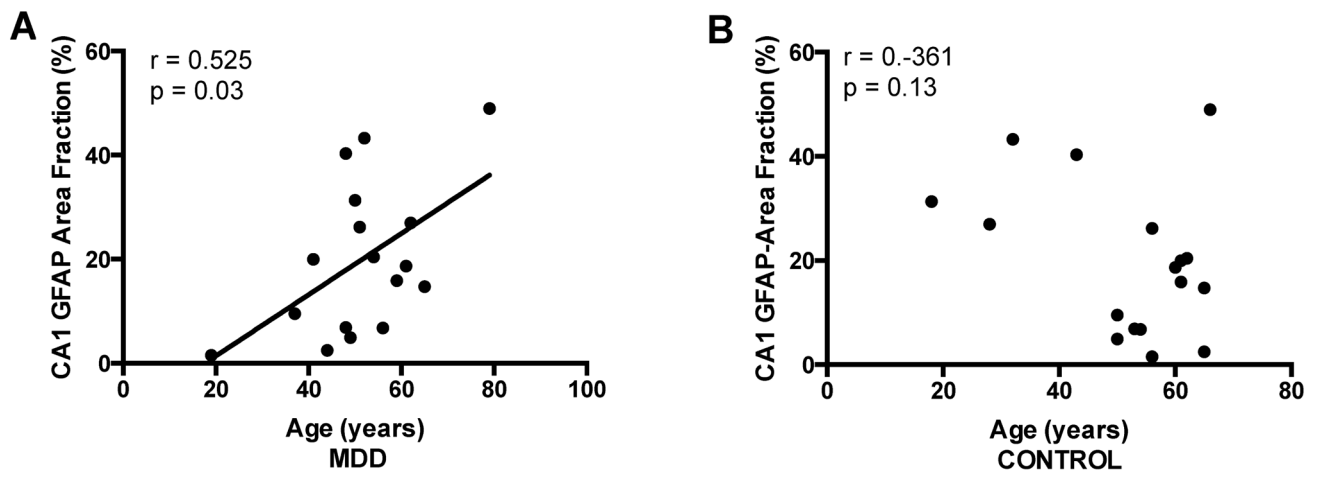 A
r = 0.525
p = 0.03
CA1 GFAP Area Fraction (%)
60
40
20
0
0 20 40 60 80 100
Age (years)
MDD
B
r = 0.-361
p = 0.13
CA1 GFAP-Area Fraction (%)
60
40
20
0
0 20 40 60 80
Age (years)
CONTROL